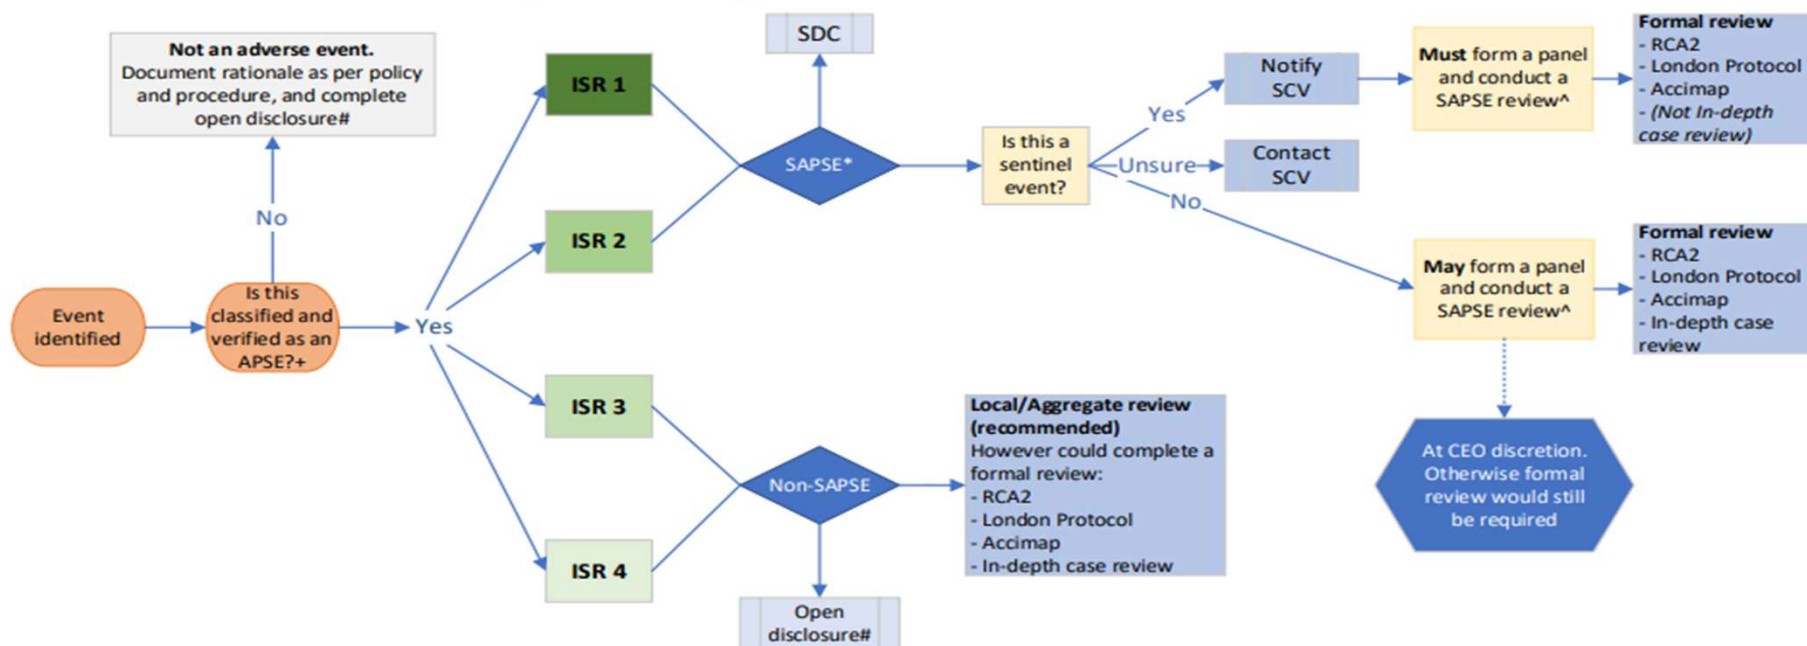 Event
identified
Is this
classified and
verified as an
APSE?+
No
Not an adverse event.
Document rationale as per policy
and procedure, and complete
open disclosure#
Yes
ISR 1
ISR 2
ISR 3
ISR 4
SDC
SAPSE*
Is this a
sentinel
event?
Yes
Unsure
No
Notify
SCV
Contact
SCV
Must form a panel
and conduct a
SAPSE review^
Formal review
- RCA2
- London Protocol
- Accimap
- (Not In-depth
case review)
May form a panel
and conduct a
SAPSE review^
Formal review
- RCA2
- London Protocol
- Accimap
- In-depth case
review
At CEO discretion.
Otherwise formal
review would still
be required
Non-SAPSE
Local/Aggregate review
(recommended)
However could complete a
formal review:
- RCA2
- London Protocol
- Accimap
- In-depth case review
Open
disclosure#